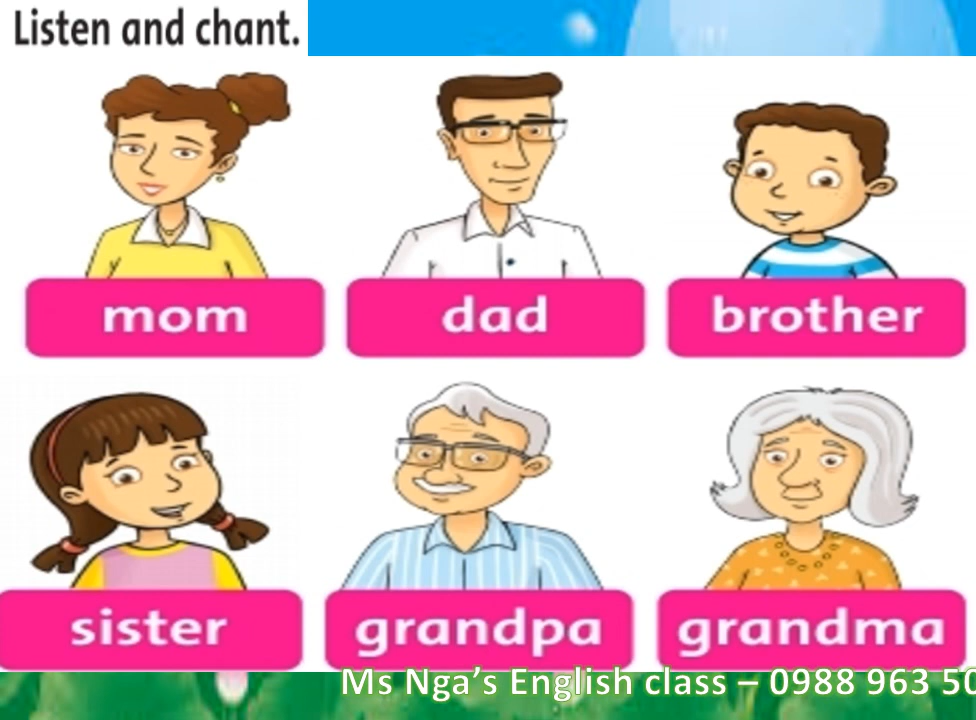 Listen and chant.
mom
dad
brother
sister
grandpa
grandma
Ms Nga's English class – 0988 963 50